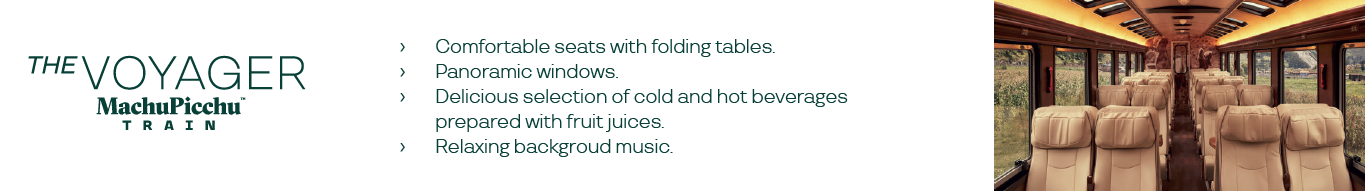 THE VOYAGER
MachuPicchu™
TRAIN
› Comfortable seats with folding tables.
› Panoramic windows.
› Delicious selection of cold and hot beverages
prepared with fruit juices.
› Relaxing backgroud music.